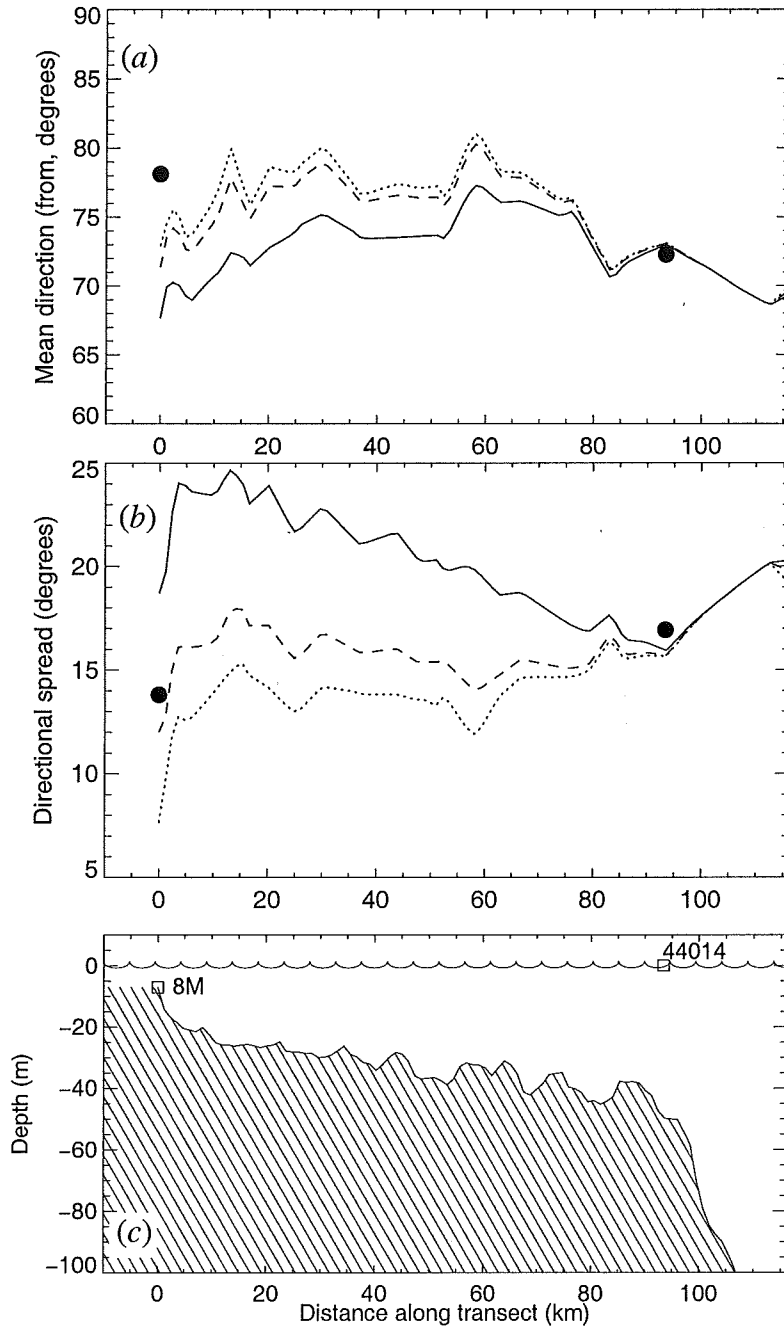 90
85
80
75
70
65
60
Mean direction (from, degrees)
(a)
0 20 40 60 80 100
25
20
15
10
5
Directional spread (degrees)
(b)
0 20 40 60 80 100
0
-20
-40
-60
-80
-100
Depth (m)
44014
8M
(c)
0 20 40 60 80 100
Distance along transect (km)